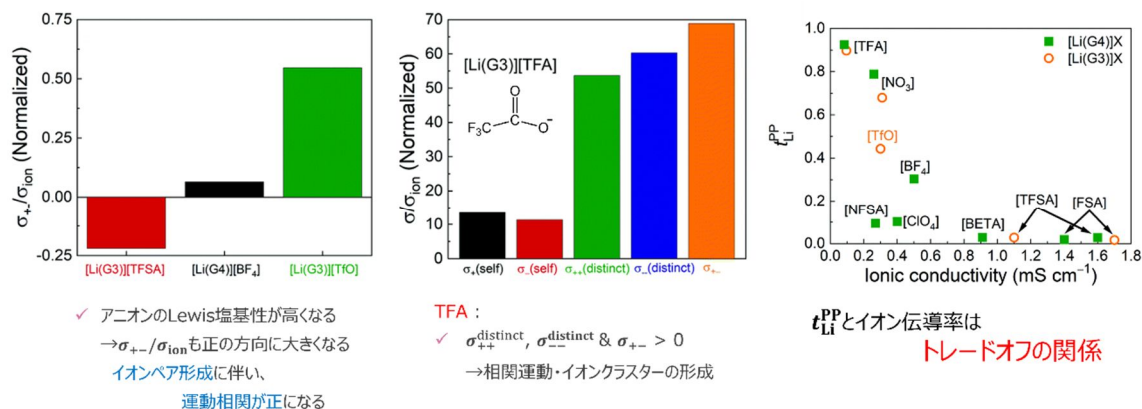 σ₊₋/σ_ion (Normalized)
0.75
0.50
0.25
0.00
-0.25
[Li(G3)][TFSA]
[Li(G4)][BF₄]
[Li(G3)][TfO]
✓ アニオンのLewis塩基性が高くなる
→σ₊₋/σ_ionも正の方向に大きくなる
イオンペア形成に伴い、
運動相関が正になる
σ/σ_ion (Normalized)
70
60
50
40
30
20
10
0
[Li(G3)][TFA]
O
F₃C
O⁻
σ₊(self)
σ₋(self)
σ₊₊(distinct)
σ₋(distinct)
σ₊₋
TFA：
✓ σ₊₊^distinct, σ₋₋^distinct & σ₊₋ > 0
→相関運動・イオンクラスターの形成
t_Li^PP
1.0
0.8
0.6
0.4
0.2
0.0
[Li(G4)]X
[Li(G3)]X
[TFA]
[NO₃]
[TfO]
[BF₄]
[TFSA]
[FSA]
[NFSA]
[ClO₄]
[BETA]
0.0 0.2 0.4 0.6 0.8 1.0 1.2 1.4 1.6 1.8
Ionic conductivity (mS cm⁻¹)
t_Li^PPとイオン伝導率は
トレードオフの関係